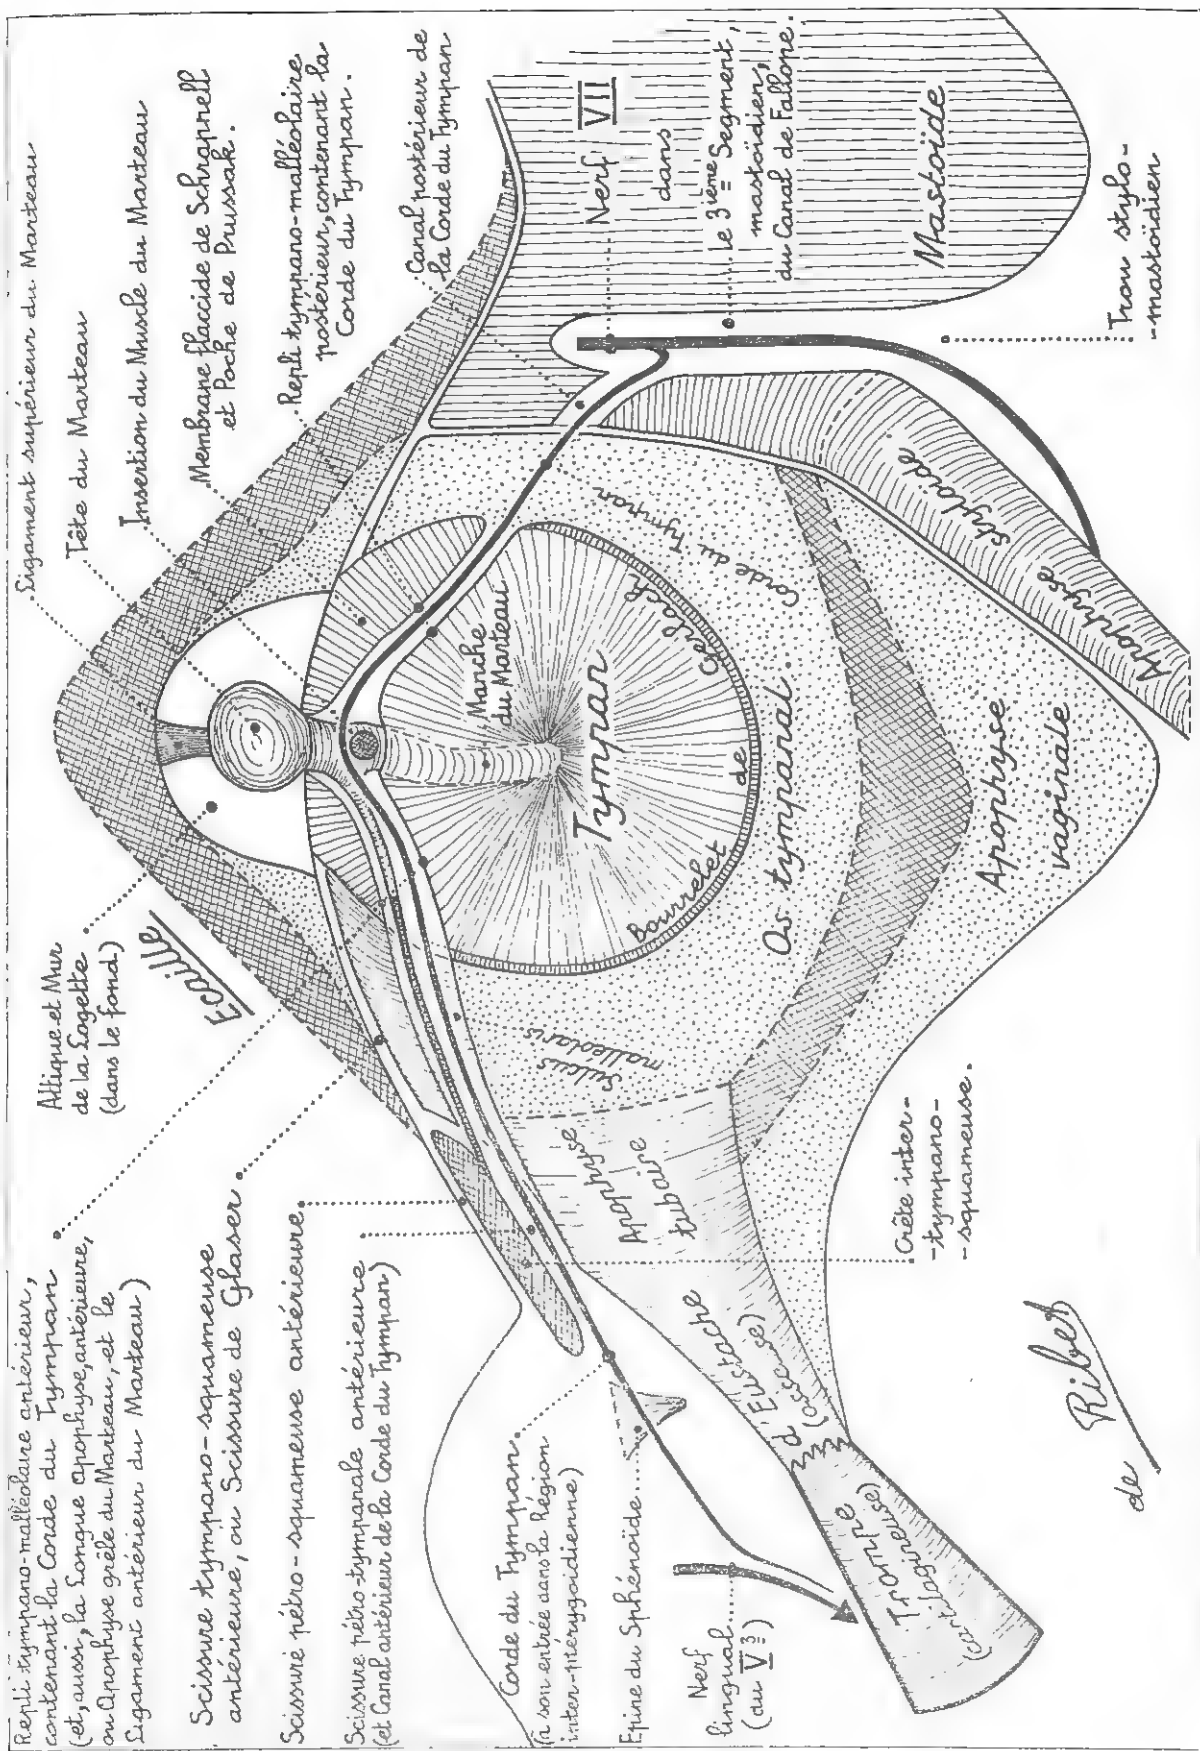 Repli tympano-malléolaire antérieur,
contenant la Corde du Tympan
(et, aussi, la Longue apophyse, antérieure,
ou Apophyse grêle du Marteau, et le
Ligament antérieur du Marteau)
Scissure tympano-squameuse
antérieure, ou Scissure de Glaser
Scissure pétro-squameuse antérieure
Scissure pétro-tympanale antérieure
(et Canal antérieur de la Corde du Tympan)
Corde du Tympan
(à son entrée dans la Région
inter-ptérygoïdienne)
Epine du Sphénoïde
Nerf
lingual
(du V3)
Attique et Mur
de la Logette
(dans le fond)
Ecaille
Ligament supérieur du Marteau
Tête du Marteau
Insertion du Muscle du Marteau
Membrane flaccide de Schrapnell
et Poche de Prussak.
Repli tympano-malléolaire
postérieur, contenant la
Corde du Tympan.
Canal postérieur de
la Corde du Tympan
Nerf VII
dans
le 3ième Segment,
mastoïdien,
du Canal de Fallope.
Mastoïde
Trou stylo-
-mastoïdien
Manche
du Marteau
Tympan
Bourrelet de Gerlach
Corde du Tympan
Os tympanal.
Sulcus
malleolaris
Apophyse
tubaire
Apophyse
vaginale
Apophyse styloïde
Crête inter-
-tympano-
-squameuse.
Trompe d'Eustache
(cartilagineuse) (osseuse)
de Ribet